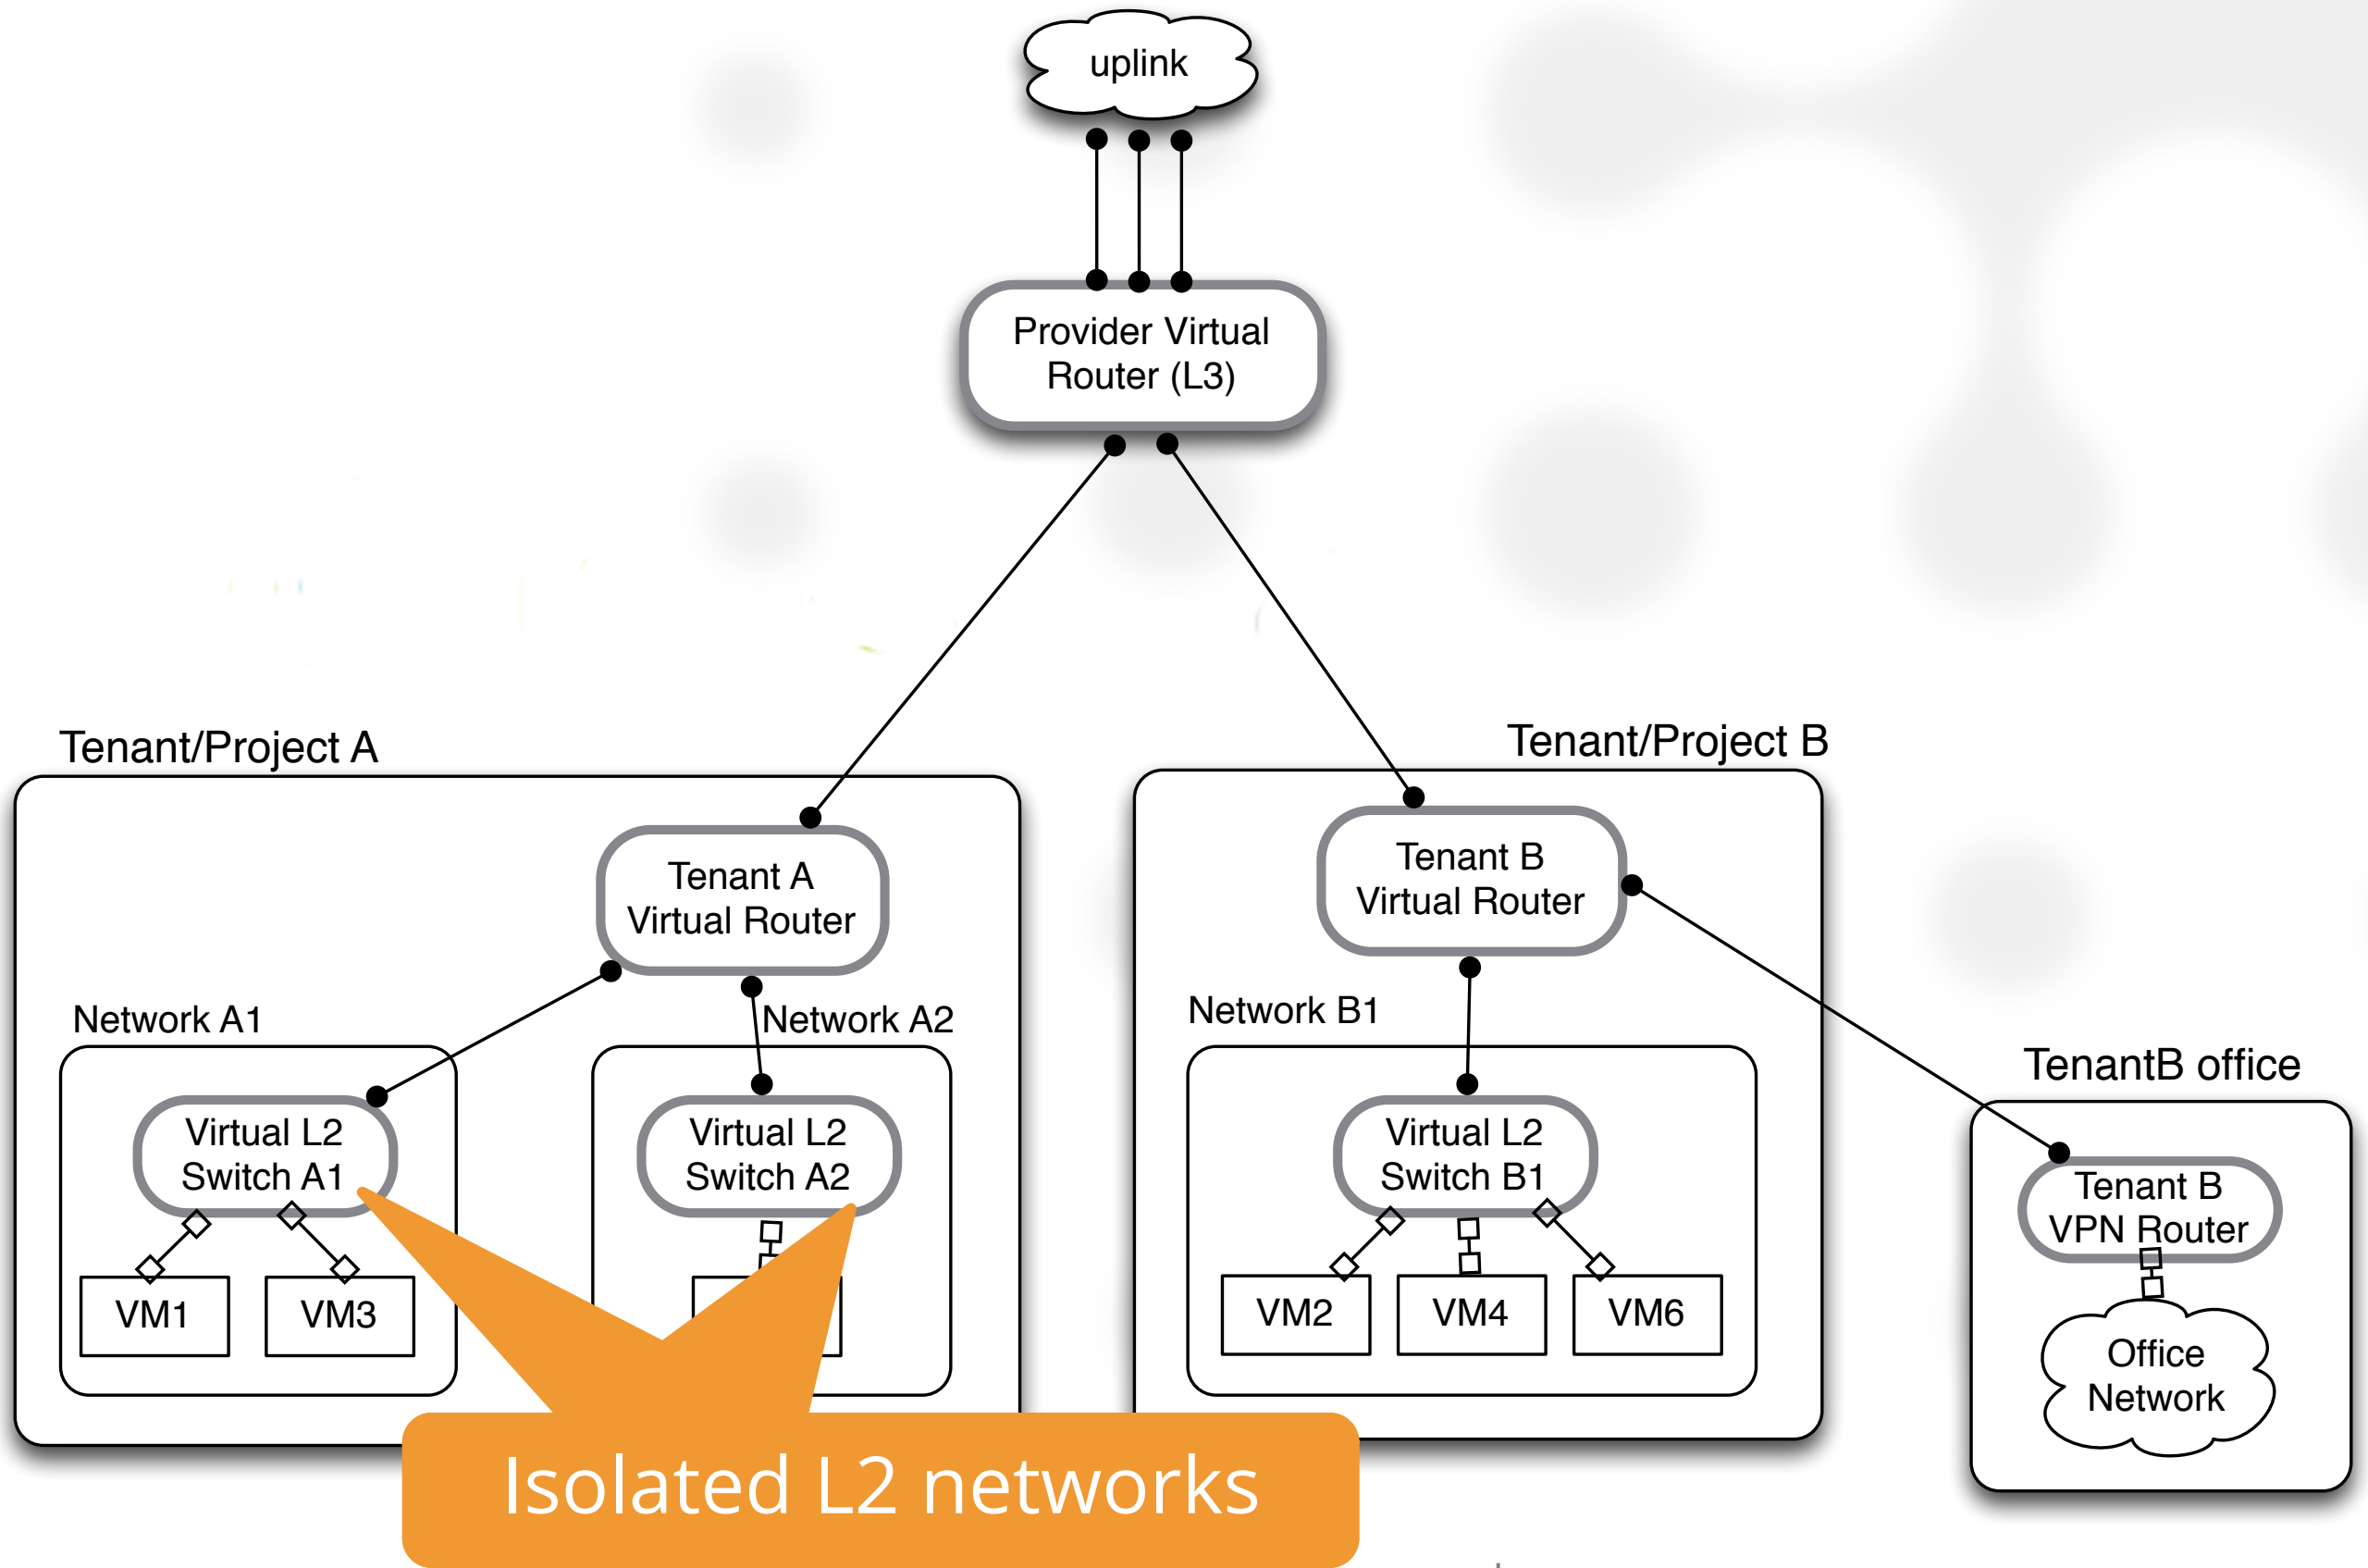 uplink
Provider Virtual
Router (L3)
Tenant/Project A
Tenant/Project B
Tenant A
Virtual Router
Tenant B
Virtual Router
Network A1
Network A2
Network B1
TenantB office
Virtual L2
Switch A1
Virtual L2
Switch A2
Virtual L2
Switch B1
Tenant B
VPN Router
VM1
VM3
VM2
VM4
VM6
Office
Network
Isolated L2 networks